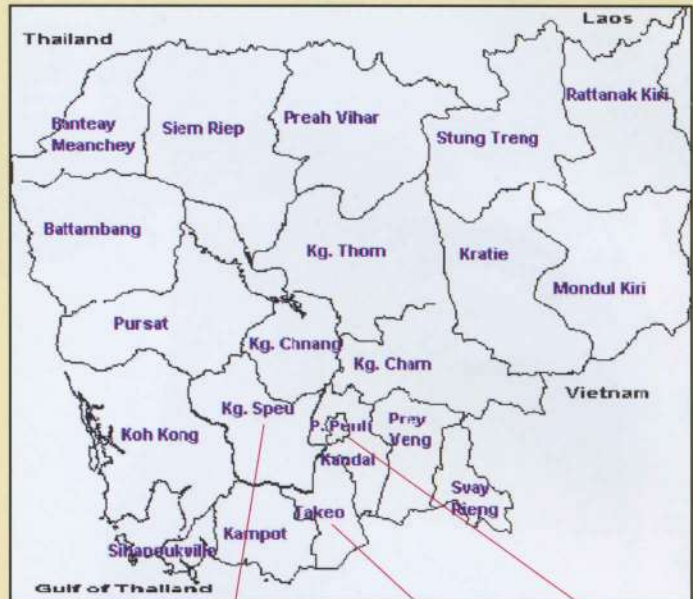 Laos
Thailand
Rattanak Kiri
Banteay
Meanchey
Siem Riep
Preah Vihar
Stung Treng
Battambang
Kg. Thom
Kratie
Mondul Kiri
Pursat
Kg. Chnang
Kg. Cham
Vietnam
Kg. Speu
P. Penh
Prey
Veng
Koh Kong
Kandal
Svay
Rieng
Takeo
Kampot
Sihanoukville
Gulf of Thailand